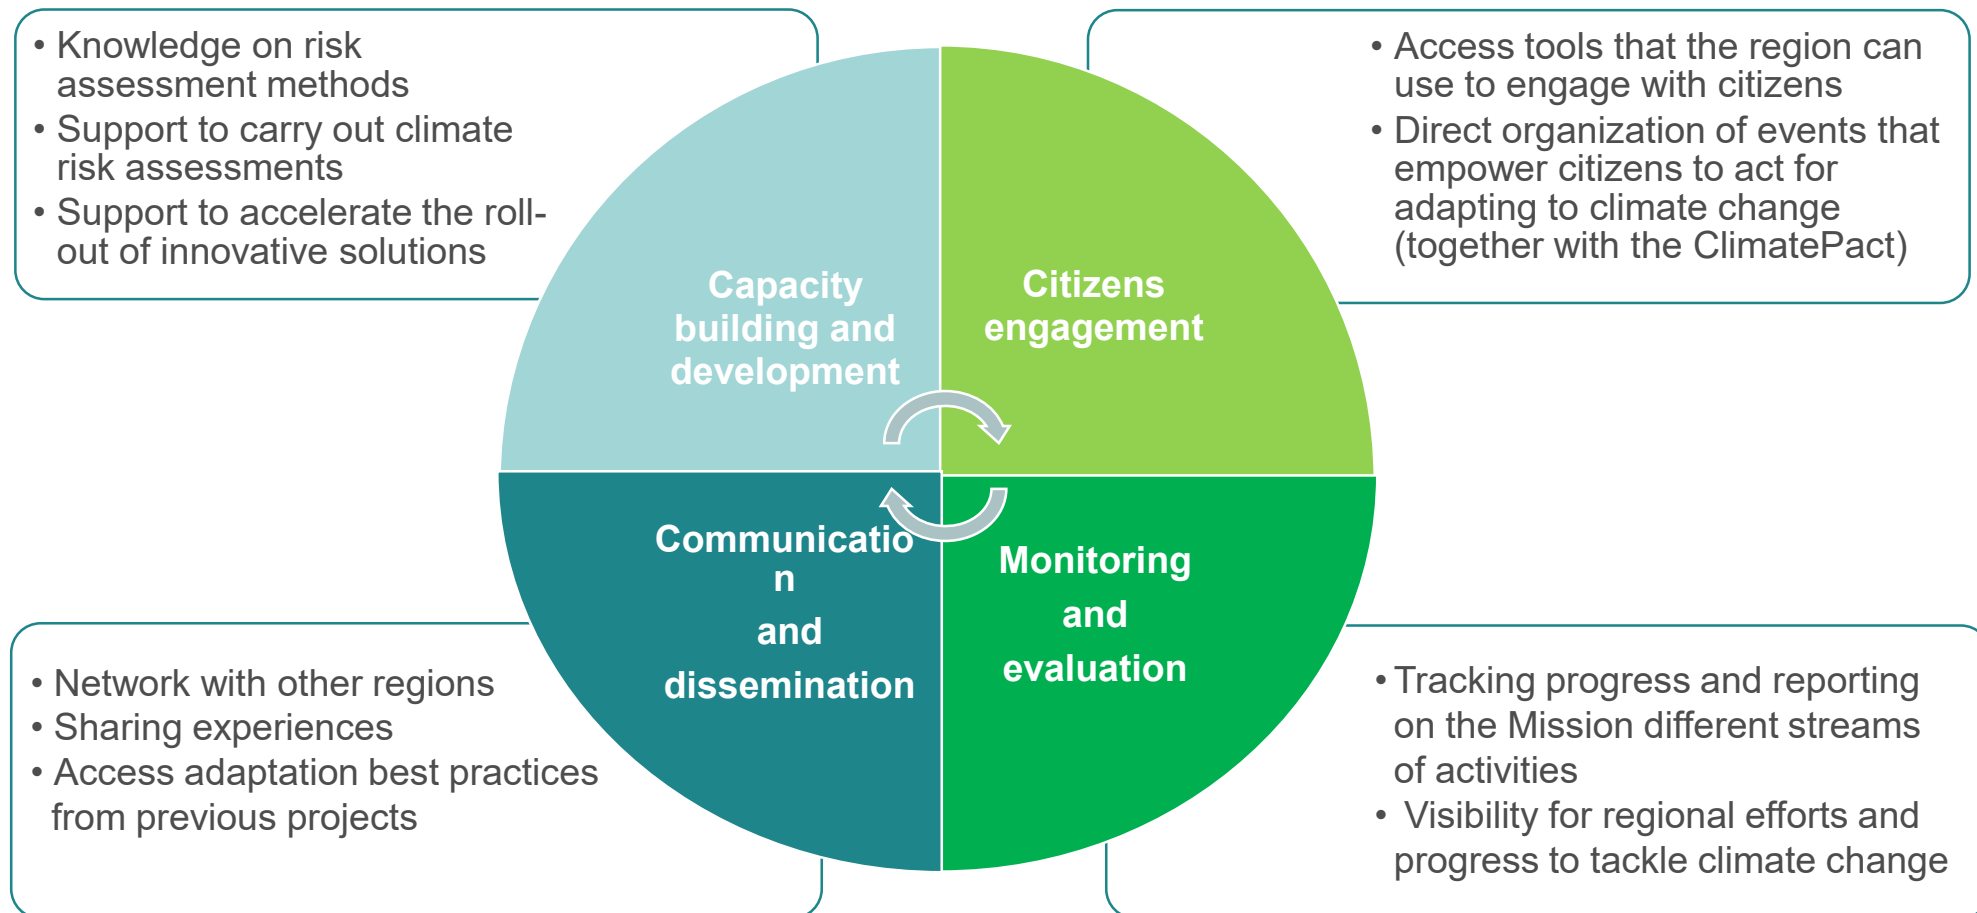 • Knowledge on risk
assessment methods
• Support to carry out climate
risk assessments
• Support to accelerate the roll-
out of innovative solutions
• Access tools that the region can
use to engage with citizens
• Direct organization of events that
empower citizens to act for
adapting to climate change
(together with the ClimatePact)
Capacity
building and
development
Citizens
engagement
Communicatio
n
and
dissemination
Monitoring
and
evaluation
• Network with other regions
• Sharing experiences
• Access adaptation best practices
from previous projects
• Tracking progress and reporting
on the Mission different streams
of activities
• Visibility for regional efforts and
progress to tackle climate change